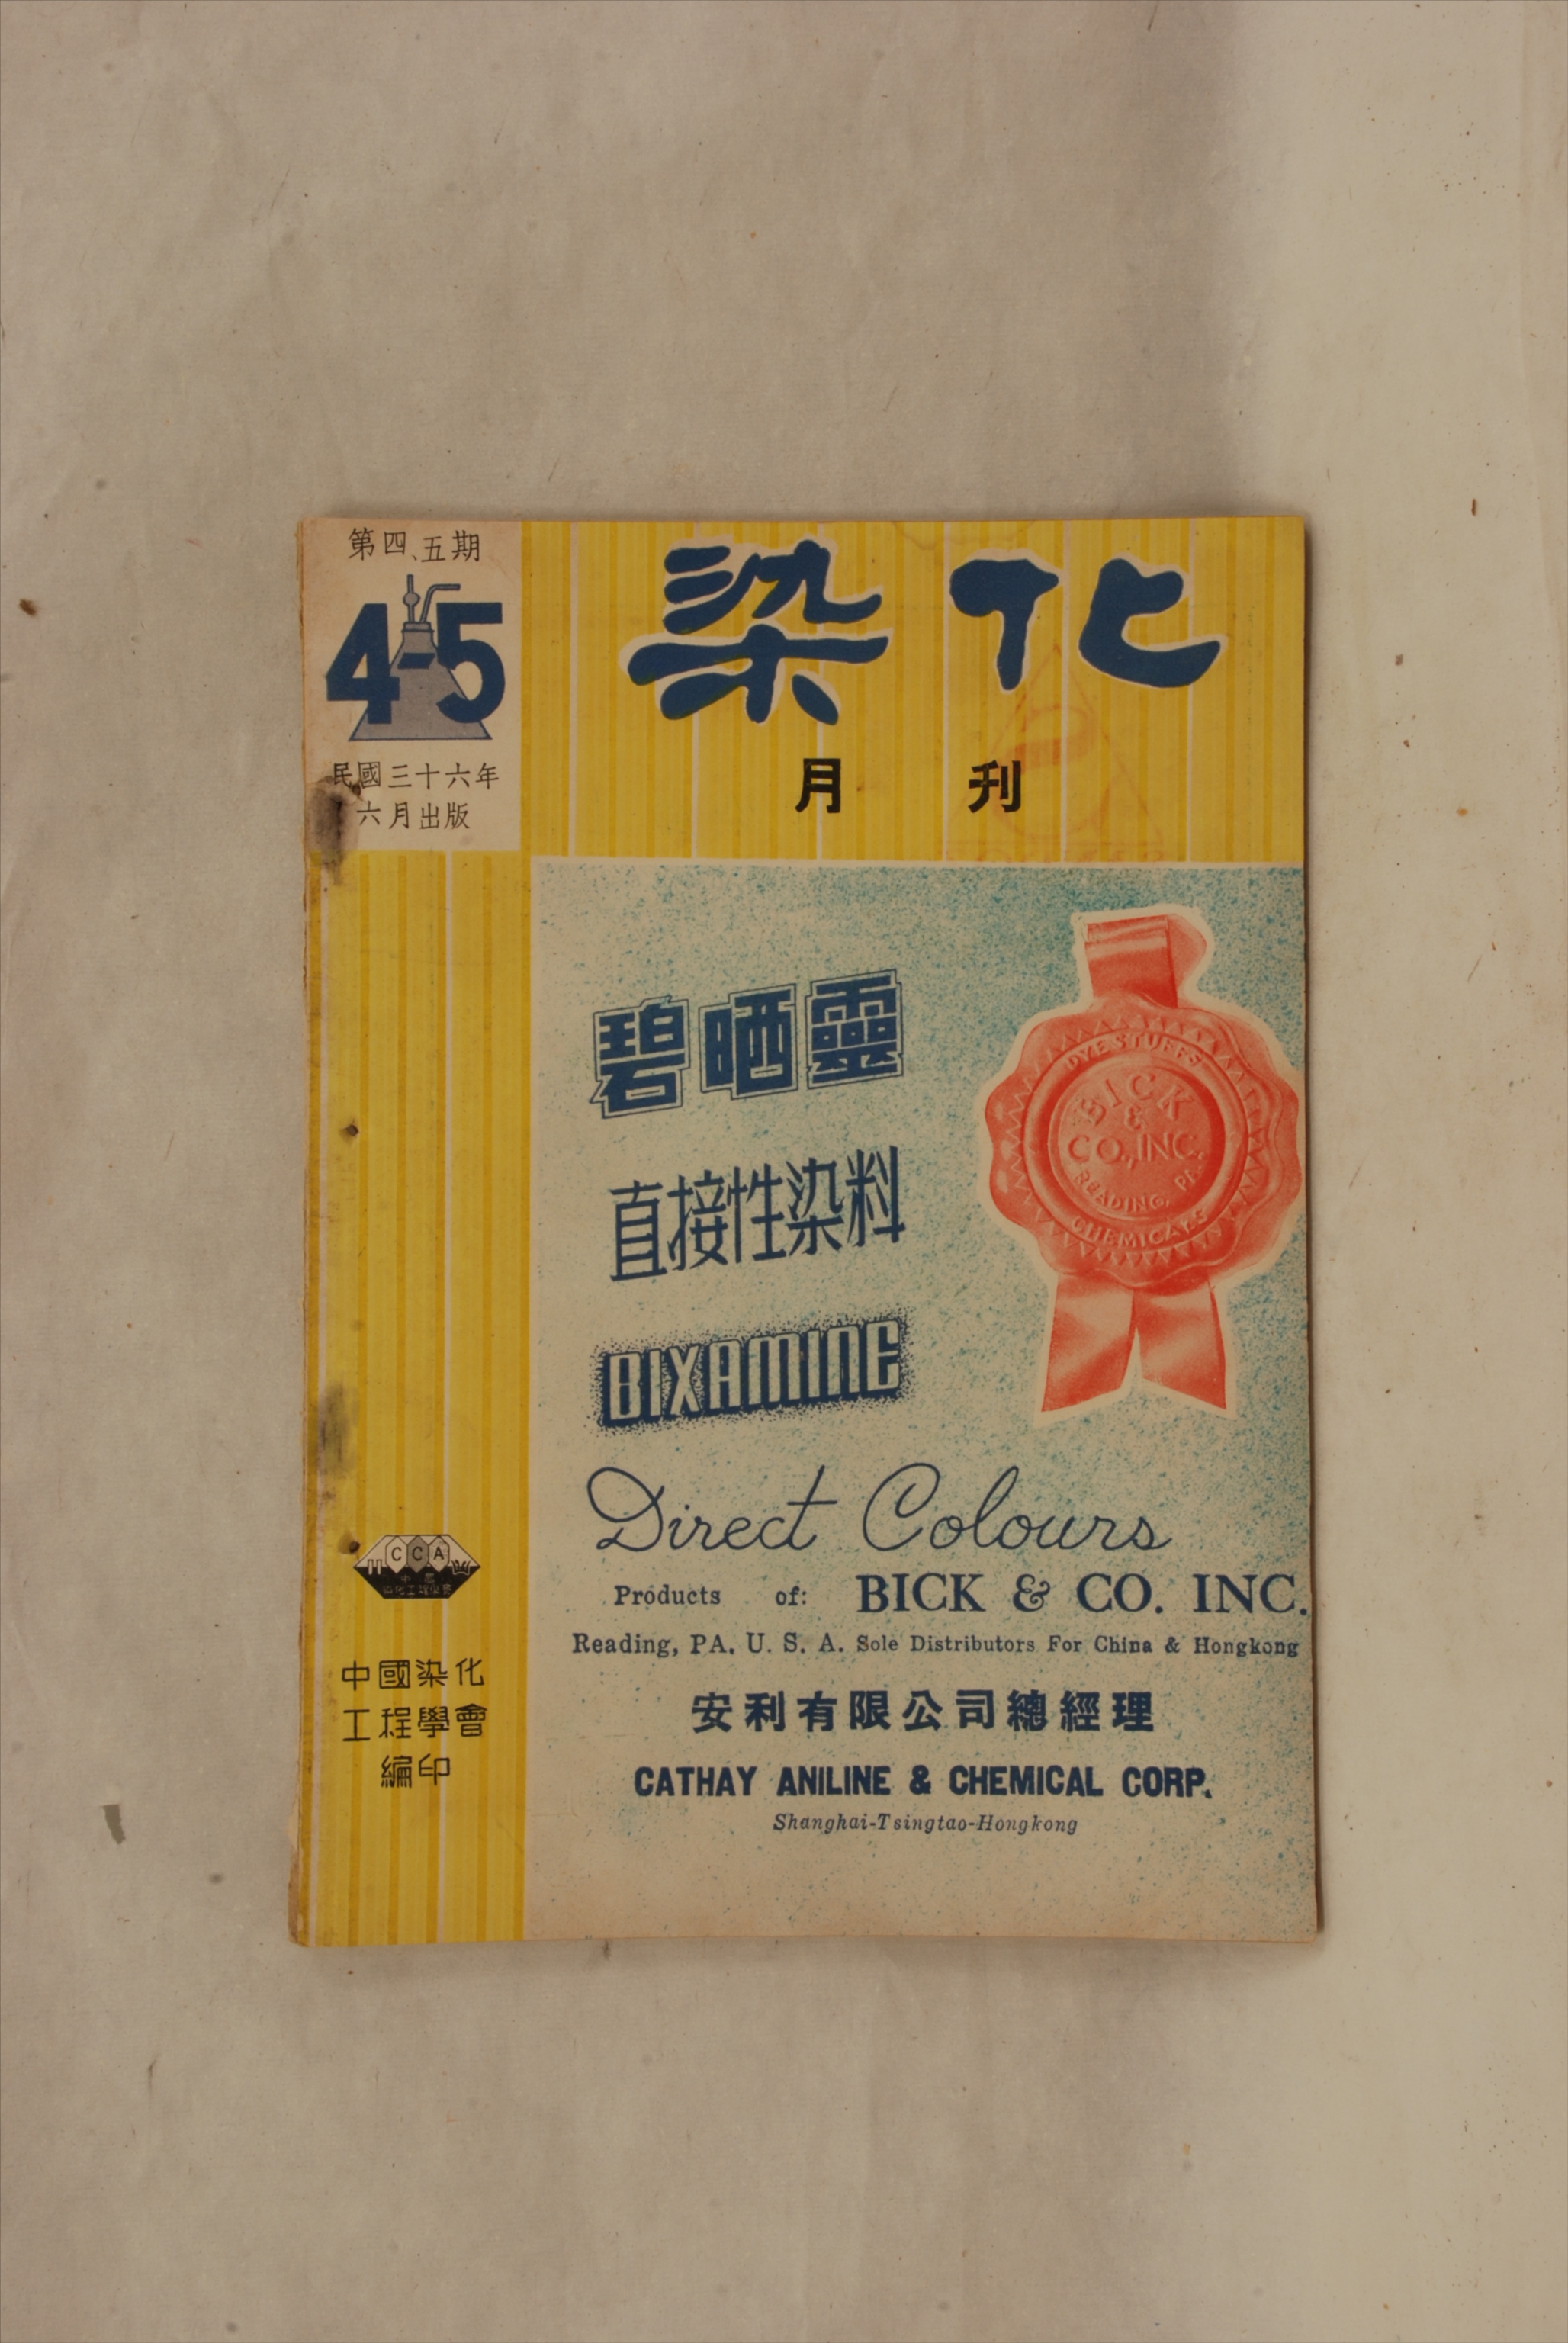 第四、五期
45
民國三十六年
六月出版
染化
月刊
碧晒靈
直接性染料
BIXAMINE
DYESTUFFS
BICK
&
CO., INC.
READING, PA.
CHEMICALS
Direct Colours
Products of: BICK & CO. INC.
Reading, PA. U. S. A. Sole Distributors For China & Hongkong
安利有限公司總經理
CATHAY ANILINE & CHEMICAL CORP.
Shanghai-Tsingtao-Hongkong
CCA
中國染化
工程學會
編印